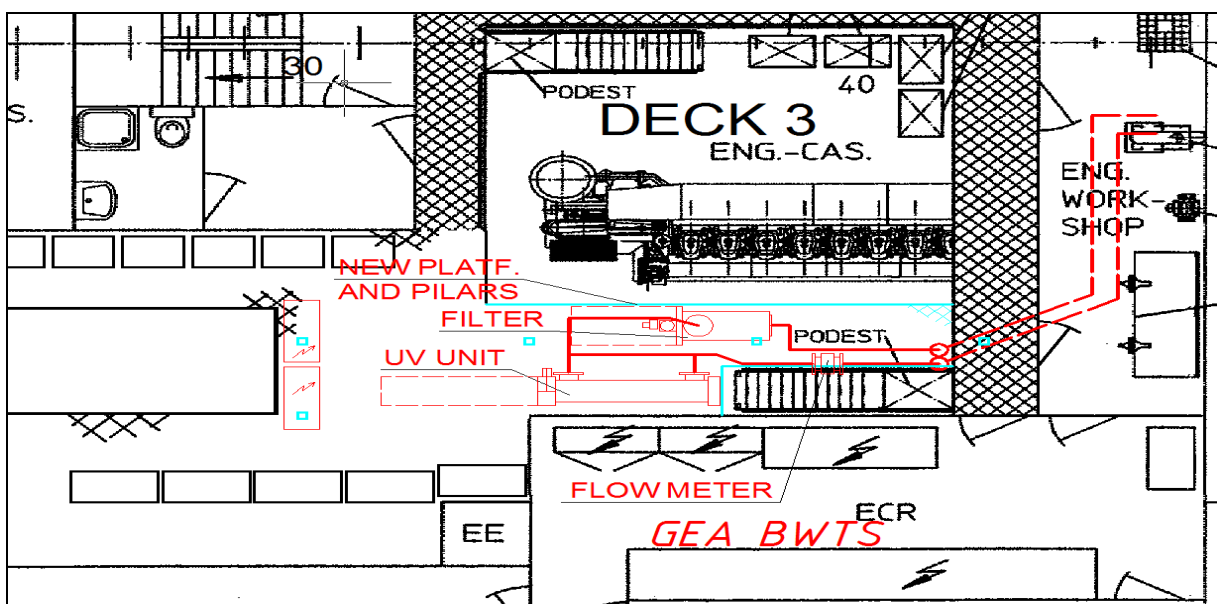 30
S.
PODEST
40
DECK 3
ENG.-CAS.
ENG.
WORK-
SHOP
NEW PLATF.
AND PILARS
FILTER
PODEST
UV UNIT
FLOW METER
ECR
EE
GEA BWTS